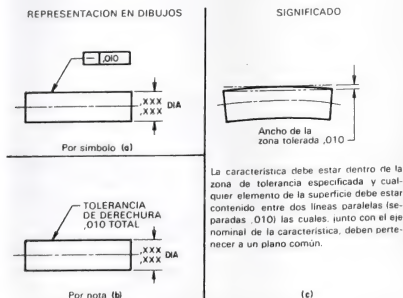 REPRESENTACION EN DIBUJOS
— ,010
,XXX
,XXX DIA
Por símbolo (a)
TOLERANCIA
DE DERECHURA
,010 TOTAL
,XXX
,XXX DIA
Por nota (b)
SIGNIFICADO
Ancho de la
zona tolerada ,010
La característica debe estar dentro de la
zona de tolerancia especificada y cual-
quier elemento de la superficie debe estar
contenido entre dos líneas paralelas (se-
paradas ,010) las cuales, junto con el eje
nominal de la característica, deben perte-
necer a un plano común.
(c)